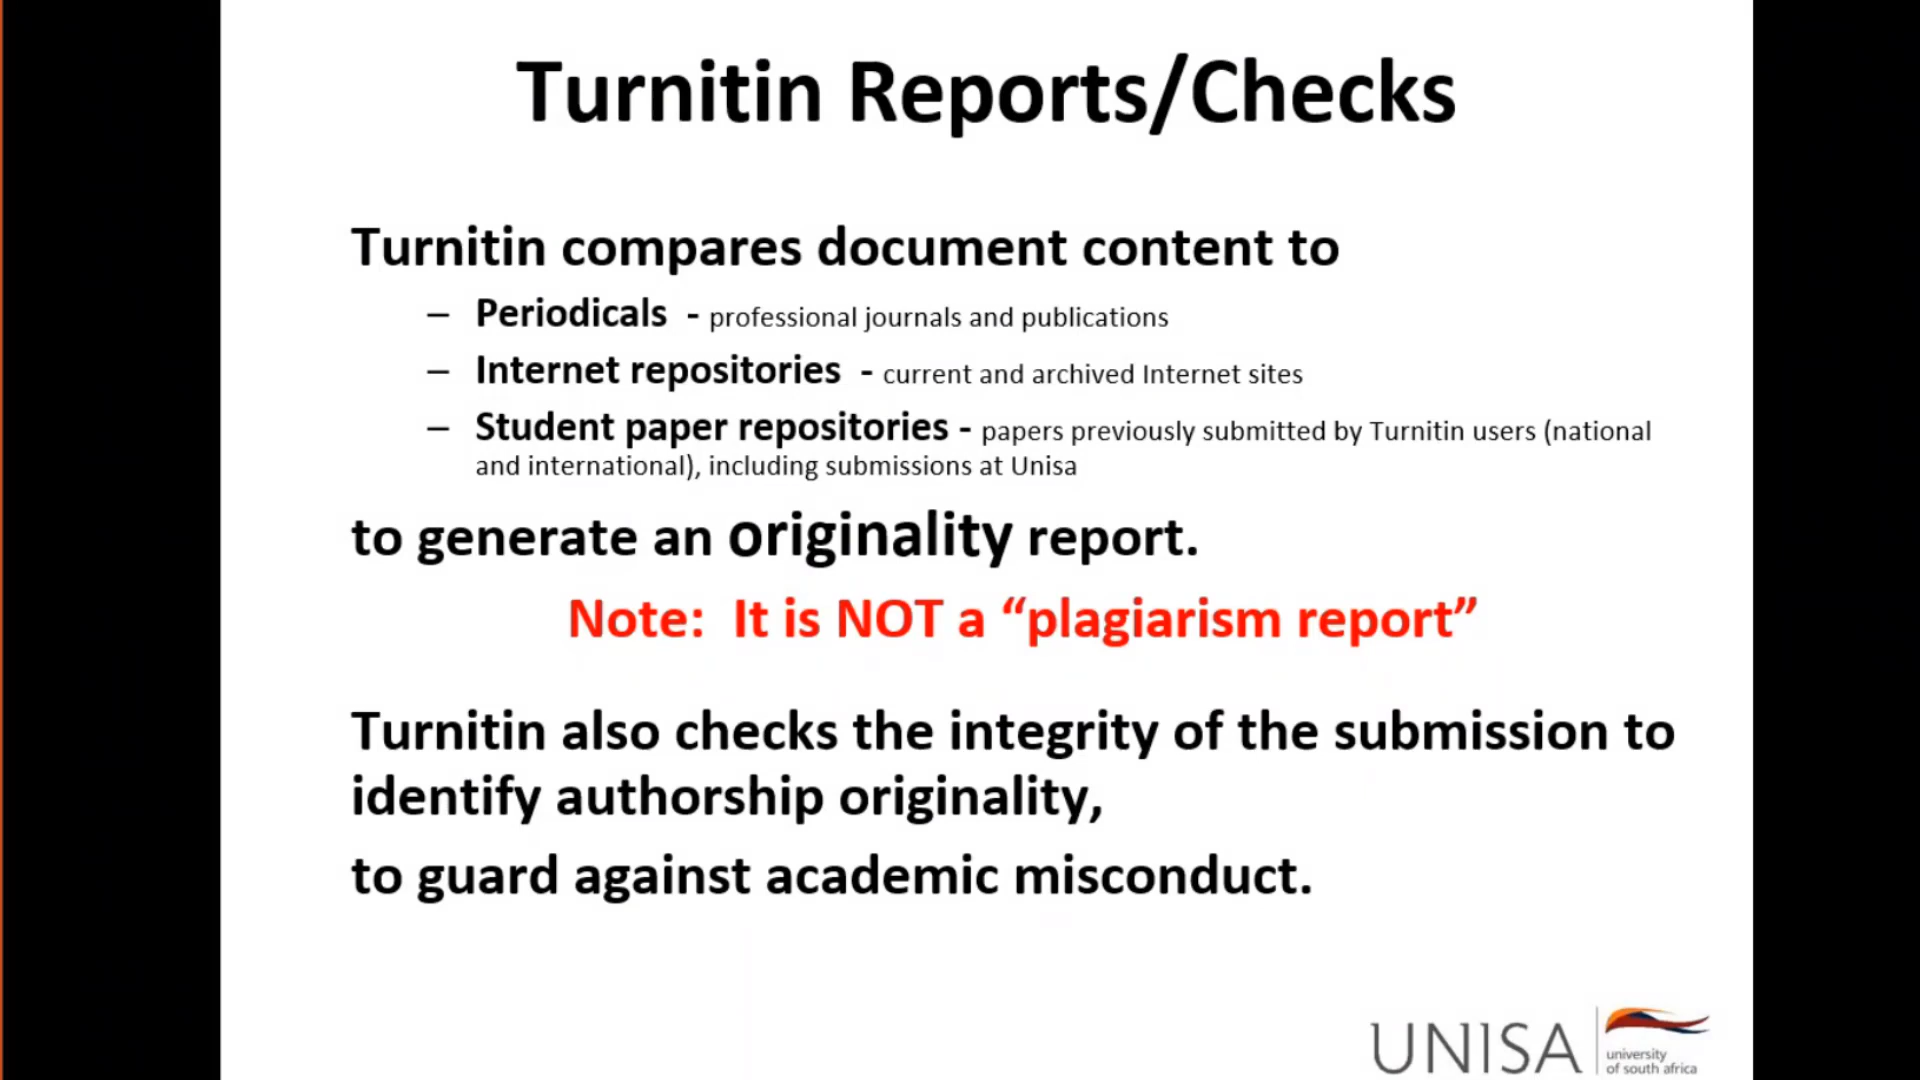 Turnitin Reports/Checks
Turnitin compares document content to
– Periodicals - professional journals and publications
– Internet repositories - current and archived Internet sites
– Student paper repositories - papers previously submitted by Turnitin users (national
and international), including submissions at Unisa
to generate an originality report.
Note: It is NOT a “plagiarism report”
Turnitin also checks the integrity of the submission to
identify authorship originality,
to guard against academic misconduct.
UNISA
university
of south africa